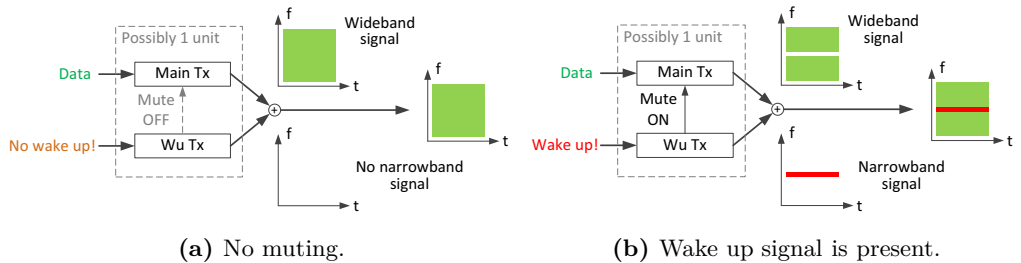 f
Wideband
signal
t
Possibly 1 unit
Data
Main Tx
Mute
OFF
No wake up!
Wu Tx
+
f
t
f
No narrowband
signal
t
(a) No muting.
f
Wideband
signal
t
Possibly 1 unit
Data
Main Tx
Mute
ON
Wake up!
Wu Tx
+
f
t
f
Narrowband
signal
t
(b) Wake up signal is present.